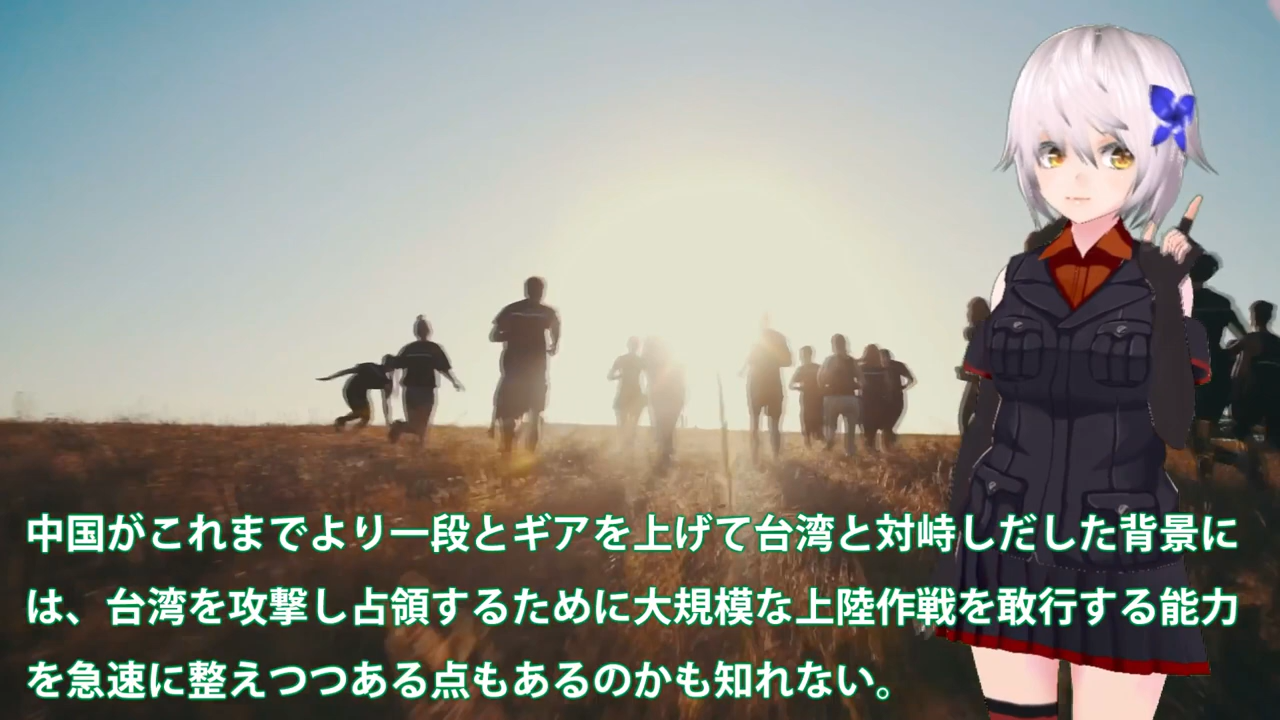 中国がこれまでより一段とギアを上げて台湾と対峙しだした背景に
は、台湾を攻撃し占領するために大規模な上陸作戦を敢行する能力
を急速に整えつつある点もあるのかも知れない。